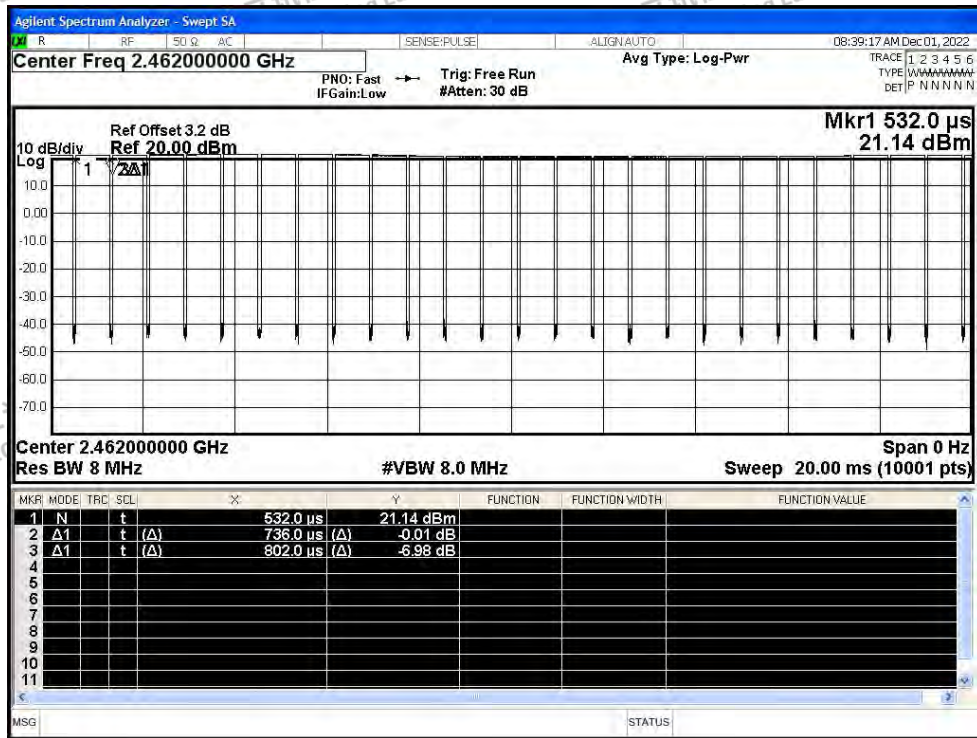 Agilent Spectrum Analyzer - Swept SA
LXI R RF 50 Ω AC SENSE:PULSE ALIGN AUTO 08:39:17 AM Dec 01, 2022
Center Freq 2.462000000 GHz Avg Type: Log-Pwr TRACE 1 2 3 4 5 6
PNO: Fast Trig: Free Run TYPE
IFGain:Low #Atten: 30 dB DET P N N N N N
Mkr1 532.0 µs
Ref Offset 3.2 dB
10 dB/div Ref 20.00 dBm 21.14 dBm
Log
1 2Δ1
10.0
0.00
-10.0
-20.0
-30.0
-40.0
-50.0
-60.0
-70.0
Center 2.462000000 GHz Span 0 Hz
Res BW 8 MHz #VBW 8.0 MHz Sweep 20.00 ms (10001 pts)
MKR MODE TRC SCL X Y FUNCTION FUNCTION WIDTH FUNCTION VALUE
1 N t 532.0 µs 21.14 dBm
2 Δ1 t (Δ) 736.0 µs (Δ) -0.01 dB
3 Δ1 t (Δ) 802.0 µs (Δ) -6.98 dB
4
5
6
7
8
9
10
11
MSG STATUS